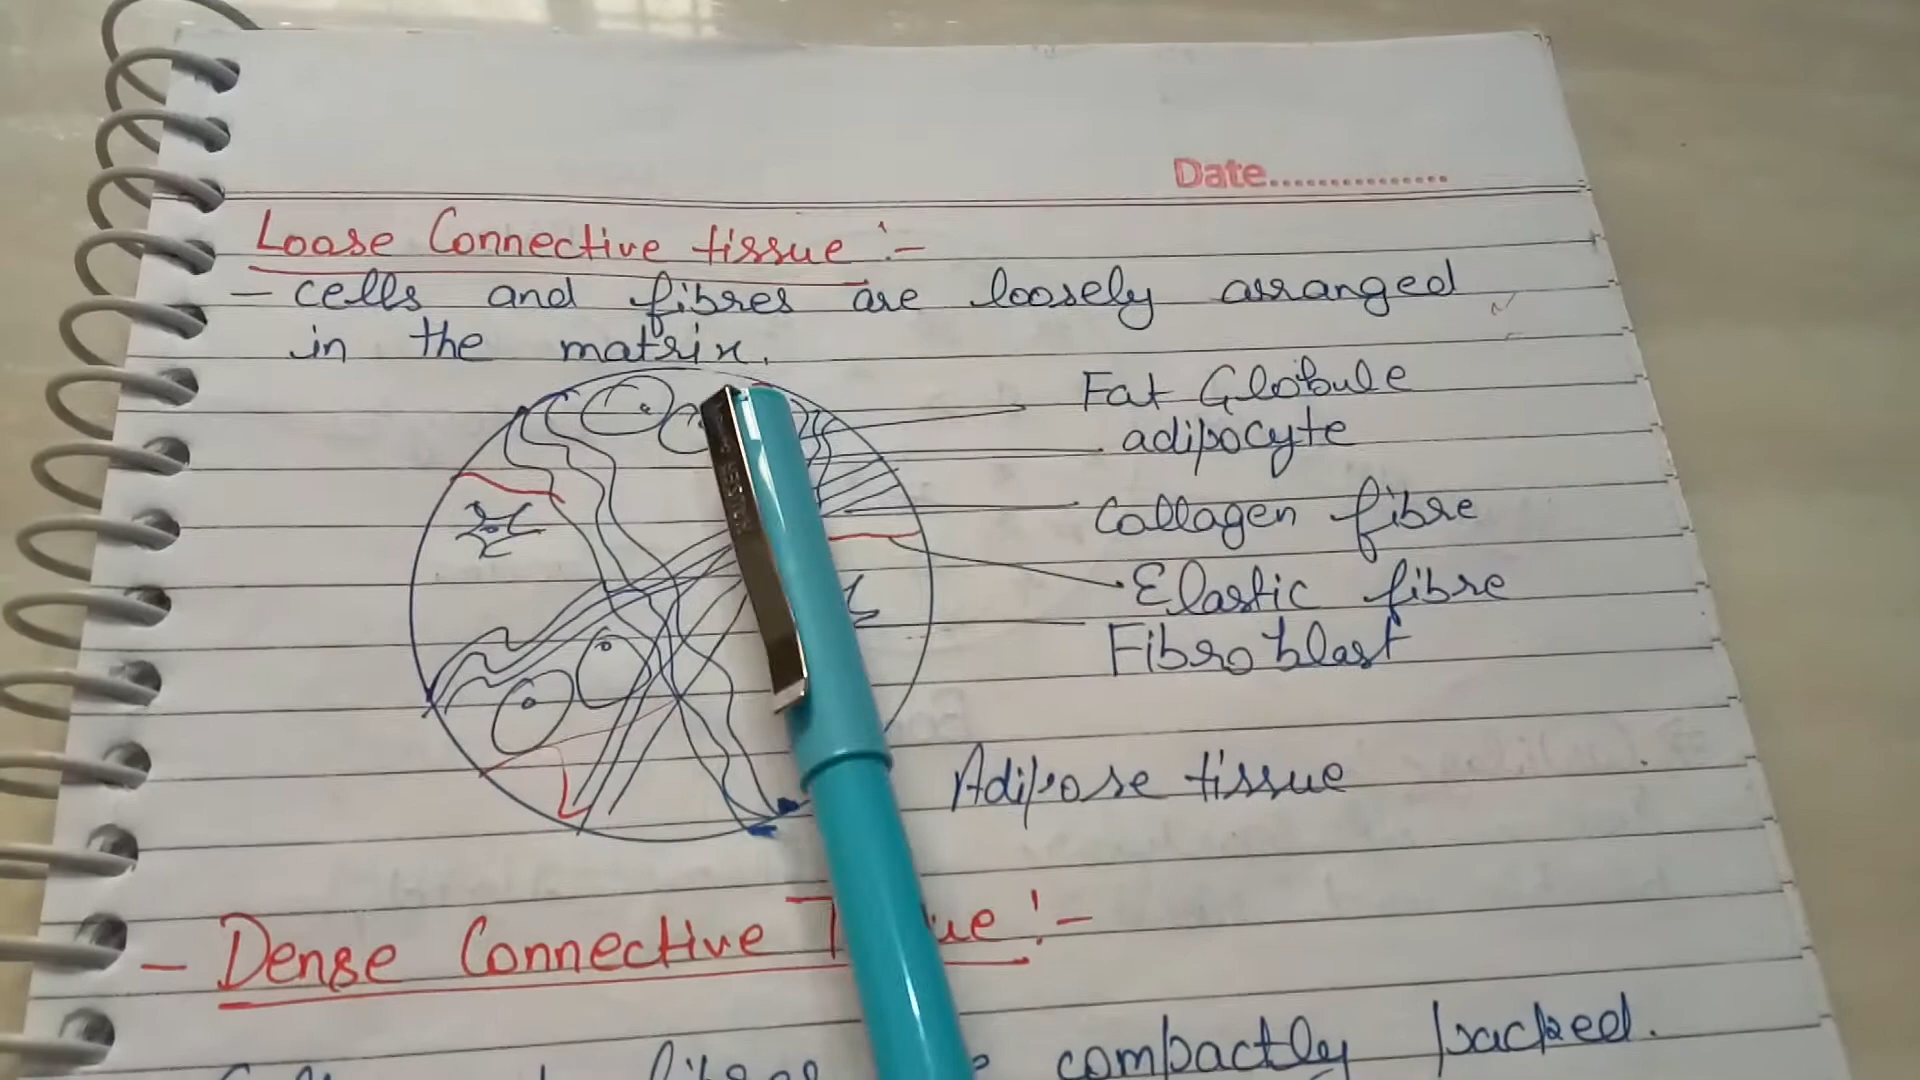 Date...............
Loose Connective tissue :-
- cells and fibres are loosely arranged
in the matrix.
Fat Globule
adipocyte
Collagen fibre
Elastic fibre
Fibroblast
Adipose tissue
- Dense Connective :-
compactly packed.